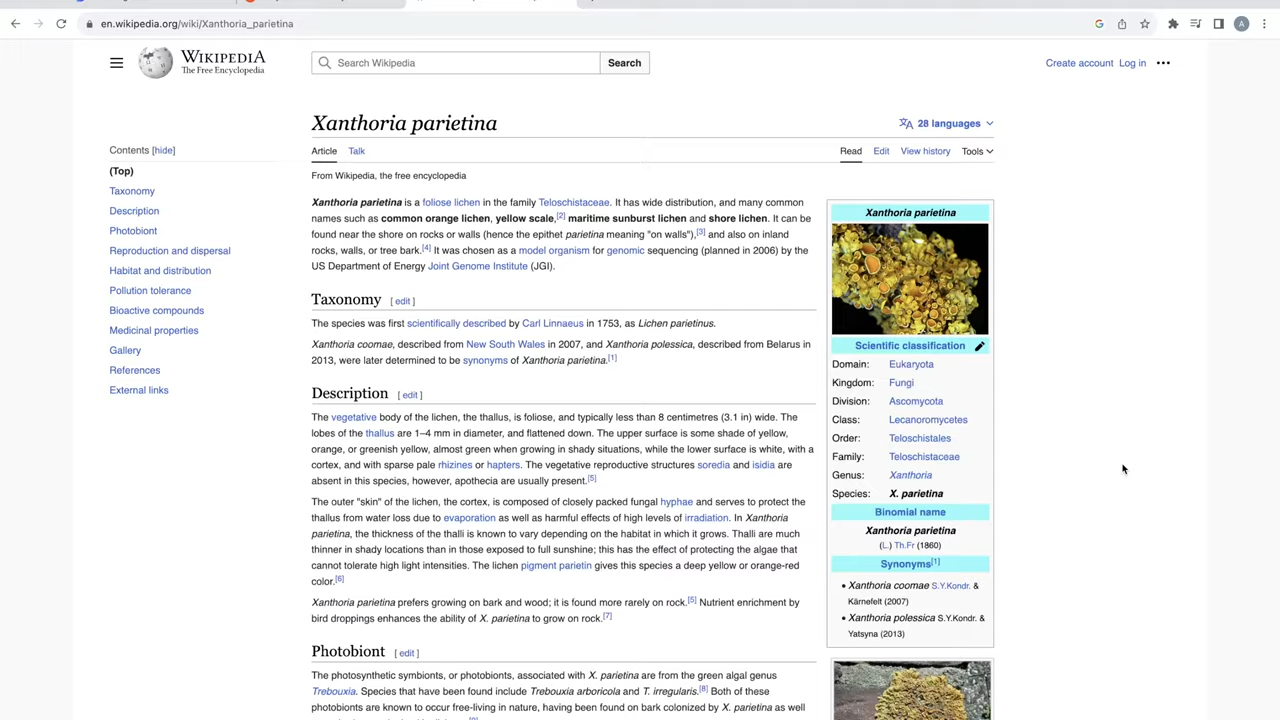 en.wikipedia.org/wiki/Xanthoria_parietina
A
WIKIPEDIA
The Free Encyclopedia
Search Wikipedia
Search
Create account Log in
Xanthoria parietina
28 languages
Contents [hide]
Article Talk
Read Edit View history Tools
(Top)
Taxonomy
Description
Photobiont
Reproduction and dispersal
Habitat and distribution
Pollution tolerance
Bioactive compounds
Medicinal properties
Gallery
References
External links
From Wikipedia, the free encyclopedia
Xanthoria parietina is a foliose lichen in the family Teloschistaceae. It has wide distribution, and many common
names such as common orange lichen, yellow scale,[2] maritime sunburst lichen and shore lichen. It can be
found near the shore on rocks or walls (hence the epithet parietina meaning "on walls"),[3] and also on inland
rocks, walls, or tree bark.[4] It was chosen as a model organism for genomic sequencing (planned in 2006) by the
US Department of Energy Joint Genome Institute (JGI).
Taxonomy [ edit ]
The species was first scientifically described by Carl Linnaeus in 1753, as Lichen parietinus.
Xanthoria coomae, described from New South Wales in 2007, and Xanthoria polessica, described from Belarus in
2013, were later determined to be synonyms of Xanthoria parietina.[1]
Description [ edit ]
The vegetative body of the lichen, the thallus, is foliose, and typically less than 8 centimetres (3.1 in) wide. The
lobes of the thallus are 1–4 mm in diameter, and flattened down. The upper surface is some shade of yellow,
orange, or greenish yellow, almost green when growing in shady situations, while the lower surface is white, with a
cortex, and with sparse pale rhizines or hapters. The vegetative reproductive structures soredia and isidia are
absent in this species, however, apothecia are usually present.[5]
The outer "skin" of the lichen, the cortex, is composed of closely packed fungal hyphae and serves to protect the
thallus from water loss due to evaporation as well as harmful effects of high levels of irradiation. In Xanthoria
parietina, the thickness of the thalli is known to vary depending on the habitat in which it grows. Thalli are much
thinner in shady locations than in those exposed to full sunshine; this has the effect of protecting the algae that
cannot tolerate high light intensities. The lichen pigment parietin gives this species a deep yellow or orange-red
color.[6]
Xanthoria parietina prefers growing on bark and wood; it is found more rarely on rock.[5] Nutrient enrichment by
bird droppings enhances the ability of X. parietina to grow on rock.[7]
Photobiont [ edit ]
The photosynthetic symbionts, or photobionts, associated with X. parietina are from the green algal genus
Trebouxia. Species that have been found include Trebouxia arboricola and T. irregularis.[8] Both of these
photobionts are known to occur free-living in nature, having been found on bark colonized by X. parietina as well
Xanthoria parietina
Scientific classification
Domain: Eukaryota
Kingdom: Fungi
Division: Ascomycota
Class: Lecanoromycetes
Order: Teloschistales
Family: Teloschistaceae
Genus: Xanthoria
Species: X. parietina
Binomial name
Xanthoria parietina
(L.) Th.Fr (1860)
Synonyms[1]
• Xanthoria coomae S.Y.Kondr. &
Kärnefelt (2007)
• Xanthoria polessica S.Y.Kondr. &
Yatsyna (2013)